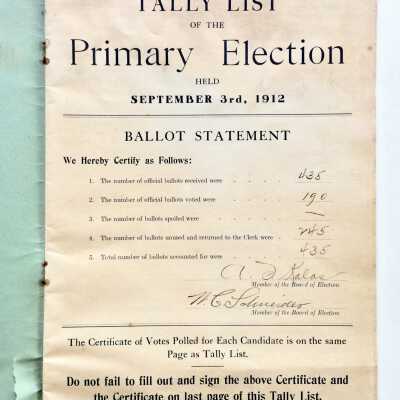 TALLY LIST
OF THE
Primary Election
HELD
SEPTEMBER 3rd, 1912
BALLOT STATEMENT
We Hereby Certify as Follows:
1. The number of official ballots received were . . . . . 435
2. The number of official ballots voted were . . . . . 190
3. The number of ballots spoiled were . . . . . —
4. The number of ballots unused and returned to the Clerk were . 245
5. Total number of ballots accounted for were . . . . 435
Member of the Board of Election
W.C. Schneider
Member of the Board of Election
The Certificate of Votes Polled for Each Candidate is on the same
Page as Tally List.
Do not fail to fill out and sign the above Certificate and
the Certificate on last page of this Tally List.